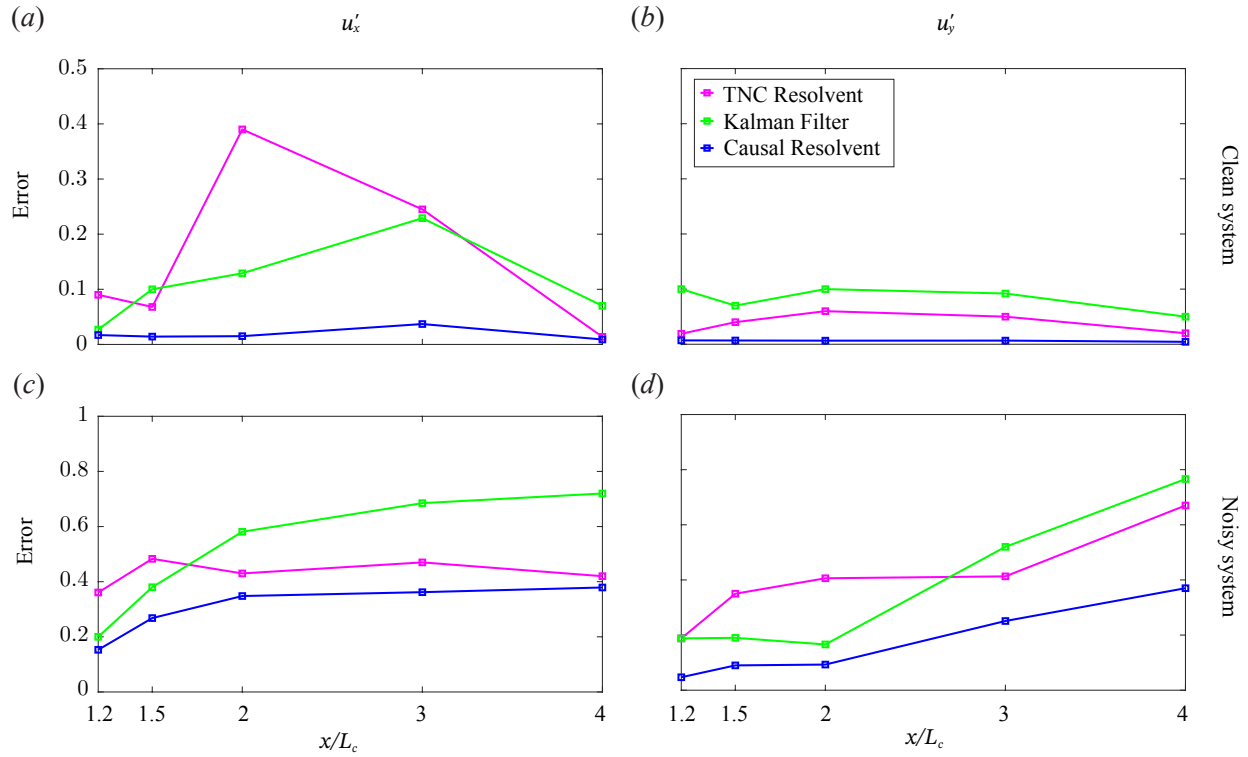 (a)
u′x
(b)
u′y
0.5
0.4
0.3
0.2
0.1
0
Error
TNC Resolvent
Kalman Filter
Causal Resolvent
Clean system
(c)
(d)
1
0.8
0.6
0.4
0.2
0
Error
Noisy system
1.2 1.5 2 3 4
x/Lc
1.2 1.5 2 3 4
x/Lc